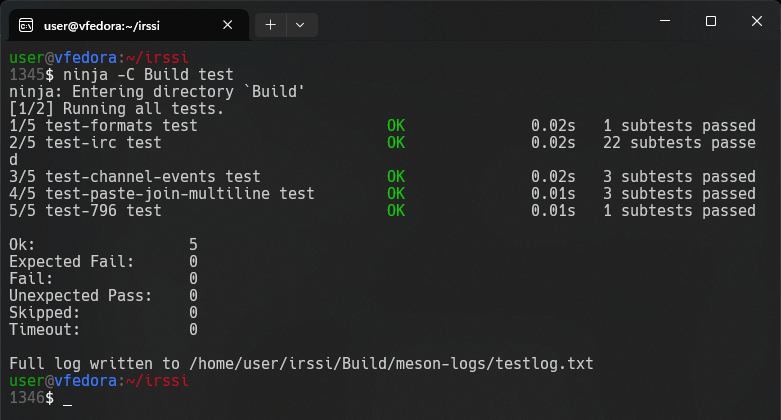 user@vfedora:~/irssi
user@vfedora:~/irssi
1345$ ninja -C Build test
ninja: Entering directory `Build'
[1/2] Running all tests.
1/5 test-formats test                     OK              0.02s   1 subtests passed
2/5 test-irc test                         OK              0.02s   22 subtests passe
d
3/5 test-channel-events test              OK              0.02s   3 subtests passed
4/5 test-paste-join-multiline test        OK              0.01s   3 subtests passed
5/5 test-796 test                         OK              0.01s   1 subtests passed
Ok:                 5
Expected Fail:      0
Fail:               0
Unexpected Pass:    0
Skipped:            0
Timeout:            0
Full log written to /home/user/irssi/Build/meson-logs/testlog.txt
user@vfedora:~/irssi
1346$ _